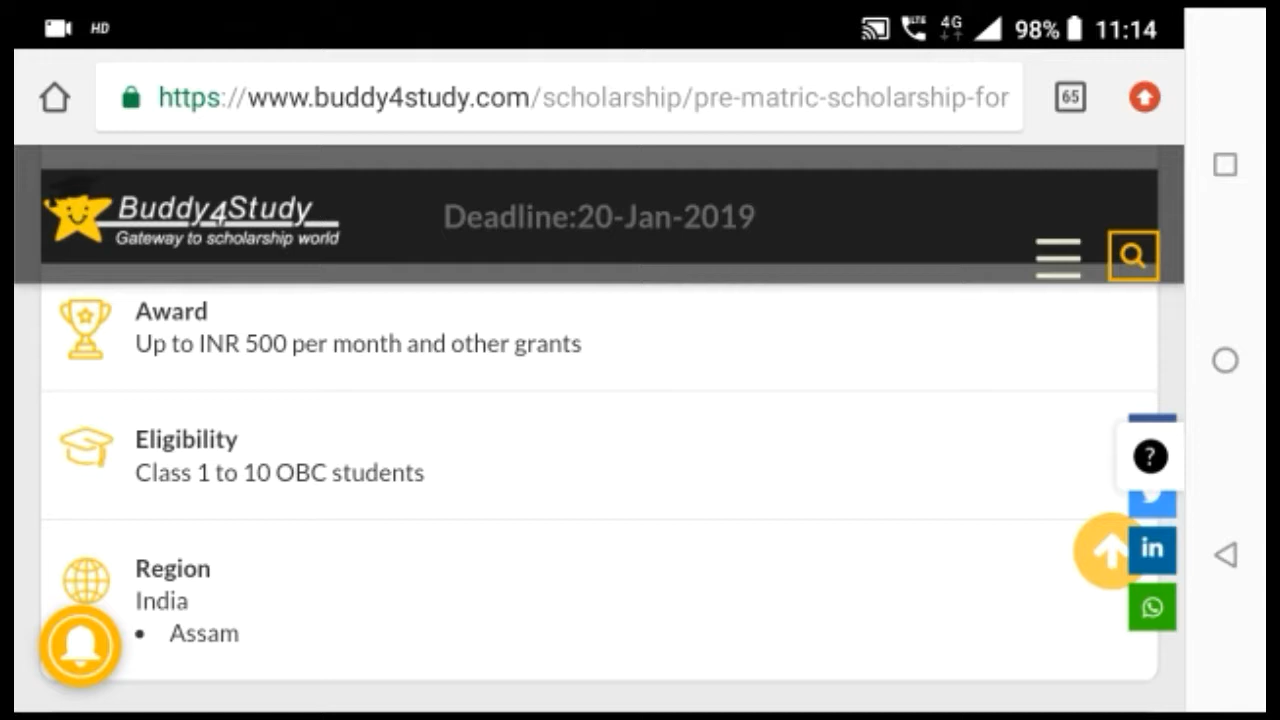 HD
LTE
4G
98%
11:14
https://www.buddy4study.com/scholarship/pre-matric-scholarship-for
65
Buddy4Study
Gateway to scholarship world
Deadline:20-Jan-2019
Award
Up to INR 500 per month and other grants
Eligibility
Class 1 to 10 OBC students
?
in
Region
India
• Assam